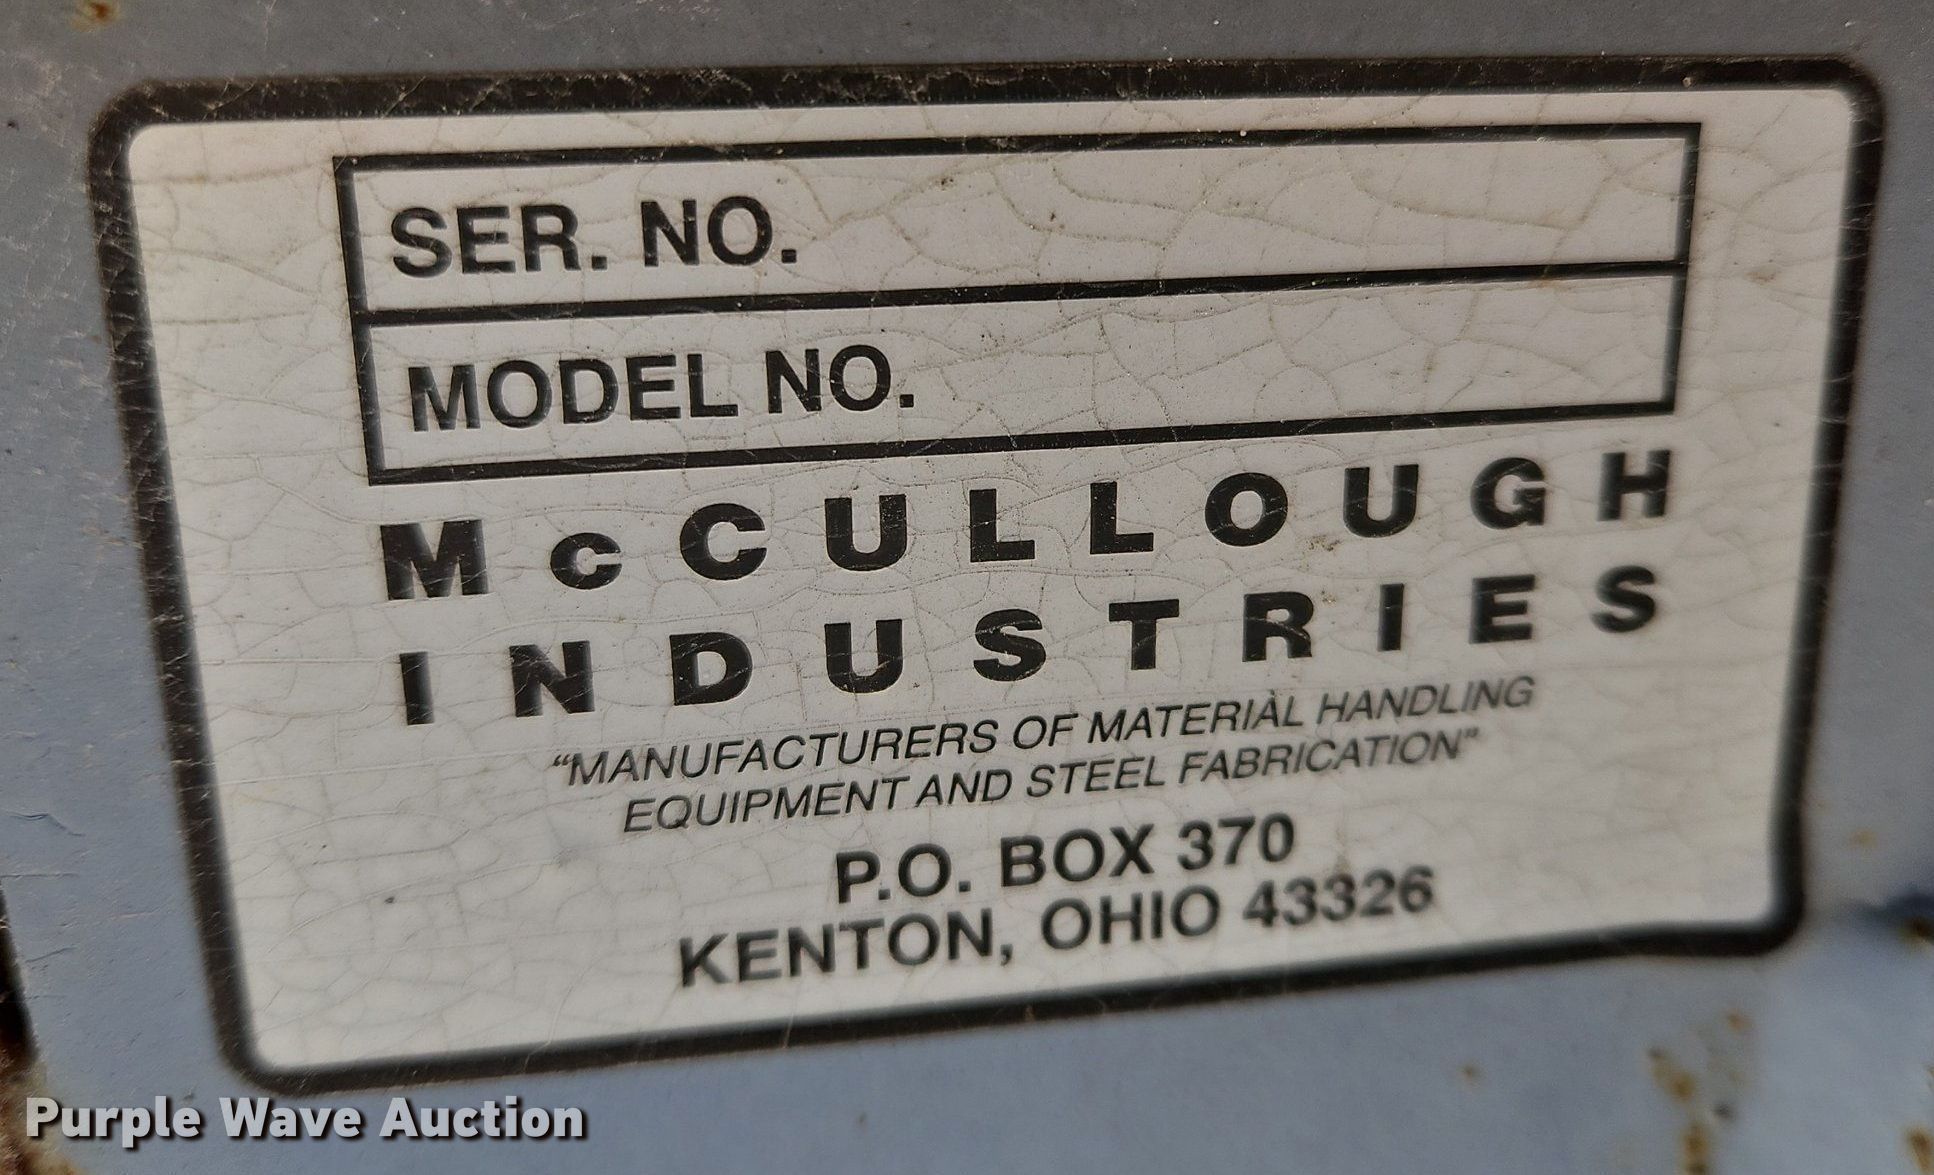 SER. NO.
MODEL NO.
McCULLOUGH
INDUSTRIES
“MANUFACTURERS OF MATERIAL HANDLING
EQUIPMENT AND STEEL FABRICATION”
P.O. BOX 370
KENTON, OHIO 43326
Purple Wave Auction